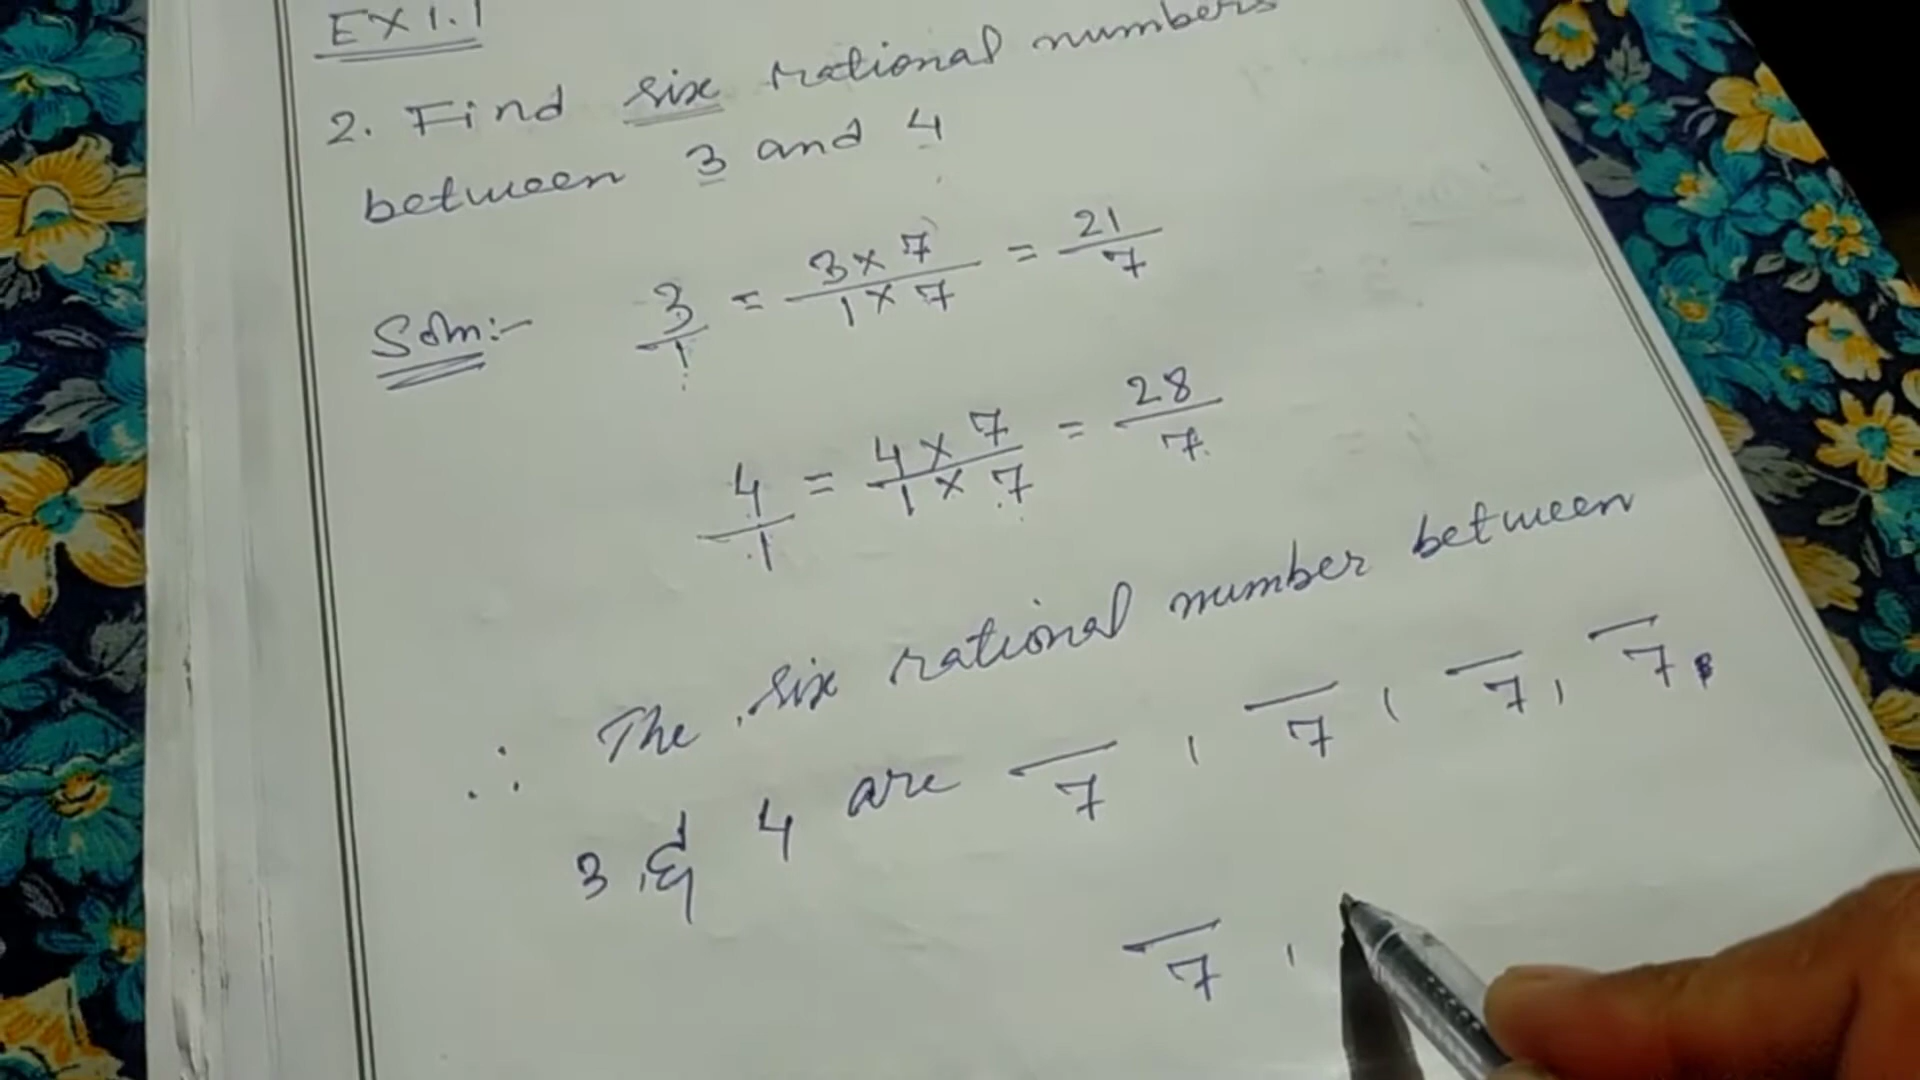 EX 1.1
2. Find six rational numbers
between 3 and 4
Soln:- 3/1 = 3×7/1×7 = 21/7
4/1 = 4×7/1×7 = 28/7
∴ The six rational number between
3 & 4 are —/7 , —/7 , —/7 , —/7 ,
—/7 ,